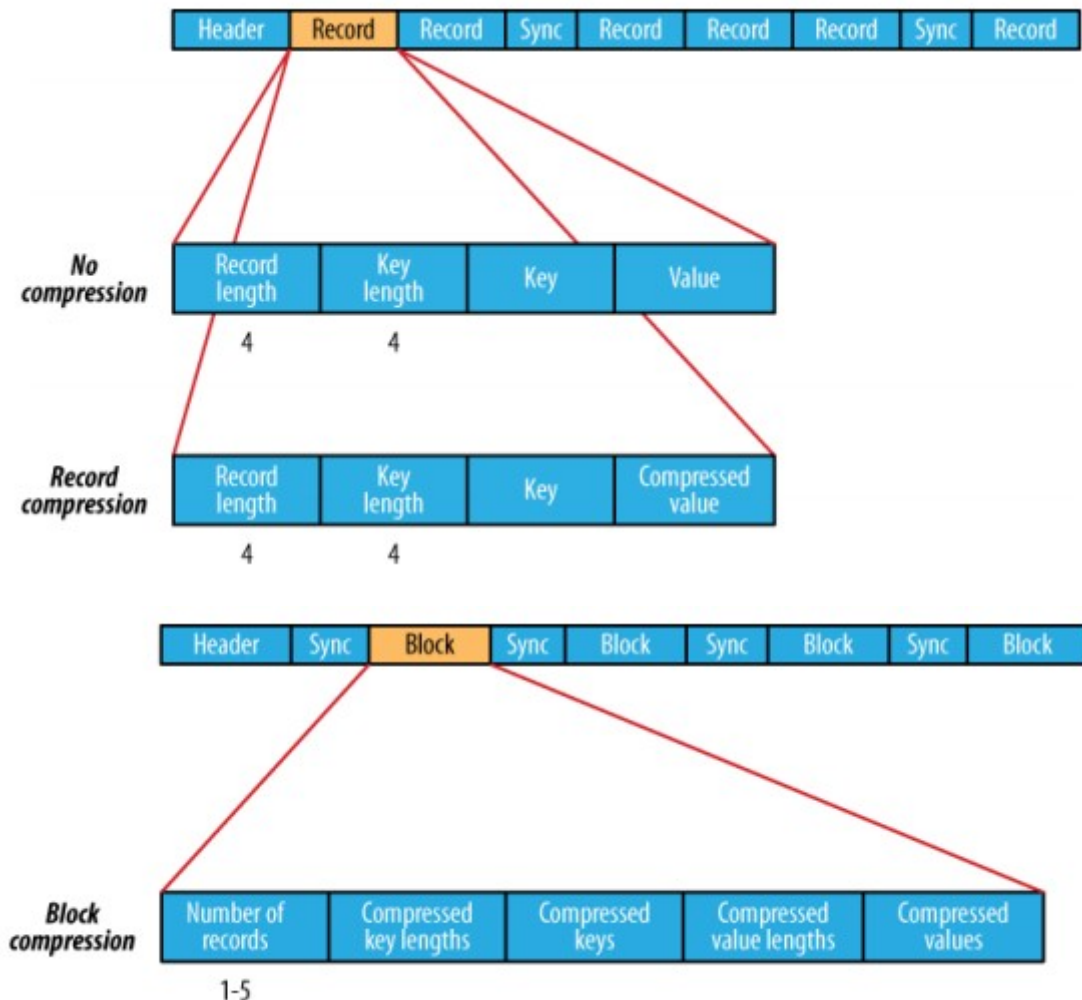 Header Record Record Sync Record Record Record Sync Record
No
compression
Record
length
Key
length
Key
Value
4 4
Record
compression
Record
length
Key
length
Key
Compressed
value
4 4
Header Sync Block Sync Block Sync Block Sync Block
Block
compression
Number of
records
Compressed
key lengths
Compressed
keys
Compressed
value lengths
Compressed
values
1-5